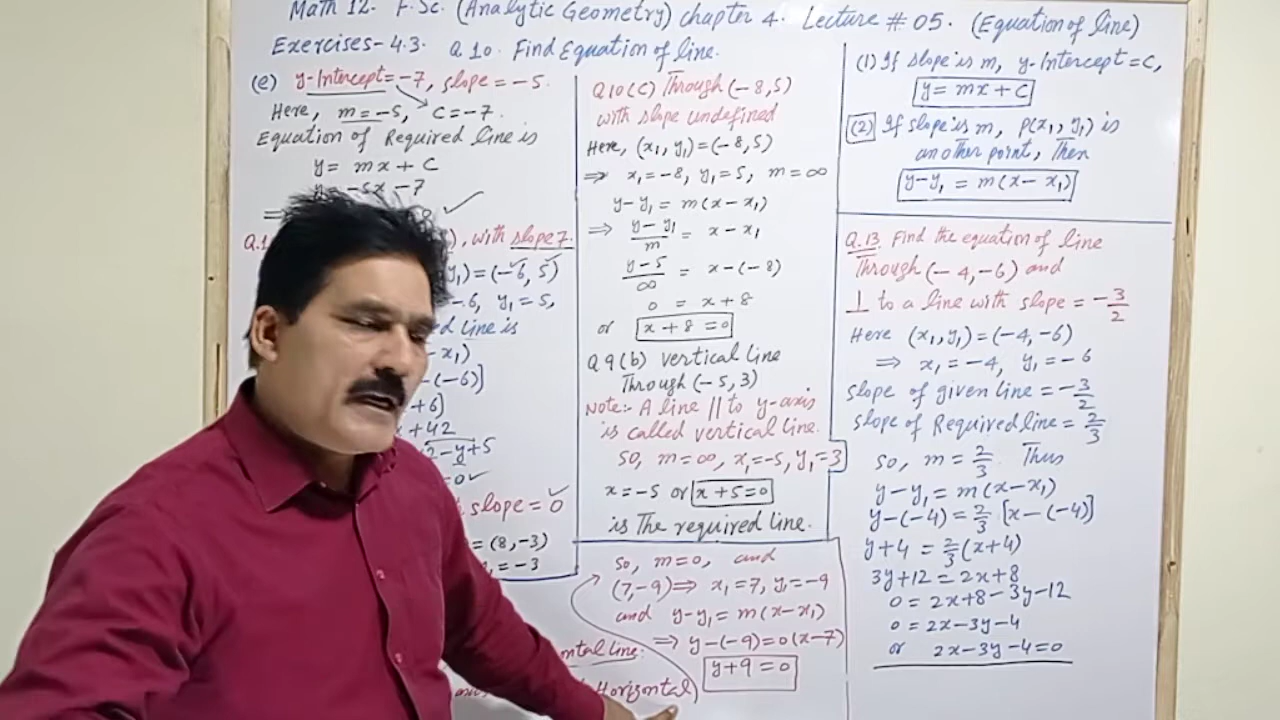 Math 12. F.Sc. (Analytic Geometry) chapter 4. Lecture # 05. (Equation of line)
Exercises-4.3. Q.10. Find Equation of line.
(e) y-Intercept = -7, slope = -5.
Here, m = -5, C = -7.
Equation of Required line is
y = mx + C
y = -5x - 7
, with slope 7.
y₁) = (-6, 5)
-6, y₁ = 5,
line is
- x₁)
-(-6)]
+6]
x + 42
- y + 5
= 0
slope = 0
= (8, -3)
= -3
ntal line.
Horizontal)
Q10(C) Through (-8, 5)
with slope undefined
Here, (x₁, y₁) = (-8, 5)
⇒ x₁ = -8, y₁ = 5, m = ∞
y - y₁ = m(x - x₁)
⇒ (y - y₁)/m = x - x₁
(y - 5)/∞ = x - (-8)
0 = x + 8
or x + 8 = 0
Q9(b) vertical line
Through (-5, 3)
Note:- A line || to y-axis
is called vertical line.
So, m = ∞, x₁ = -5, y₁ = 3
x = -5 or x + 5 = 0
is The required line.
So, m = 0, and
(7, -9) ⇒ x₁ = 7, y₁ = -9
and y - y₁ = m(x - x₁)
⇒ y - (-9) = 0(x - 7)
y + 9 = 0
(1) If slope is m, y-Intercept = C,
y = mx + C
(2) If slope is m, P(x₁, y₁) is
another point, Then
y - y₁ = m(x - x₁)
Q.13. Find the equation of line
Through (-4, -6) and
⊥ to a line with slope = -3/2
Here (x₁, y₁) = (-4, -6)
⇒ x₁ = -4, y₁ = -6
slope of given line = -3/2
slope of Required line = 2/3
So, m = 2/3. Thus
y - y₁ = m(x - x₁)
y - (-4) = 2/3 [x - (-4)]
y + 4 = 2/3 (x + 4)
3y + 12 = 2x + 8
0 = 2x + 8 - 3y - 12
0 = 2x - 3y - 4
or 2x - 3y - 4 = 0